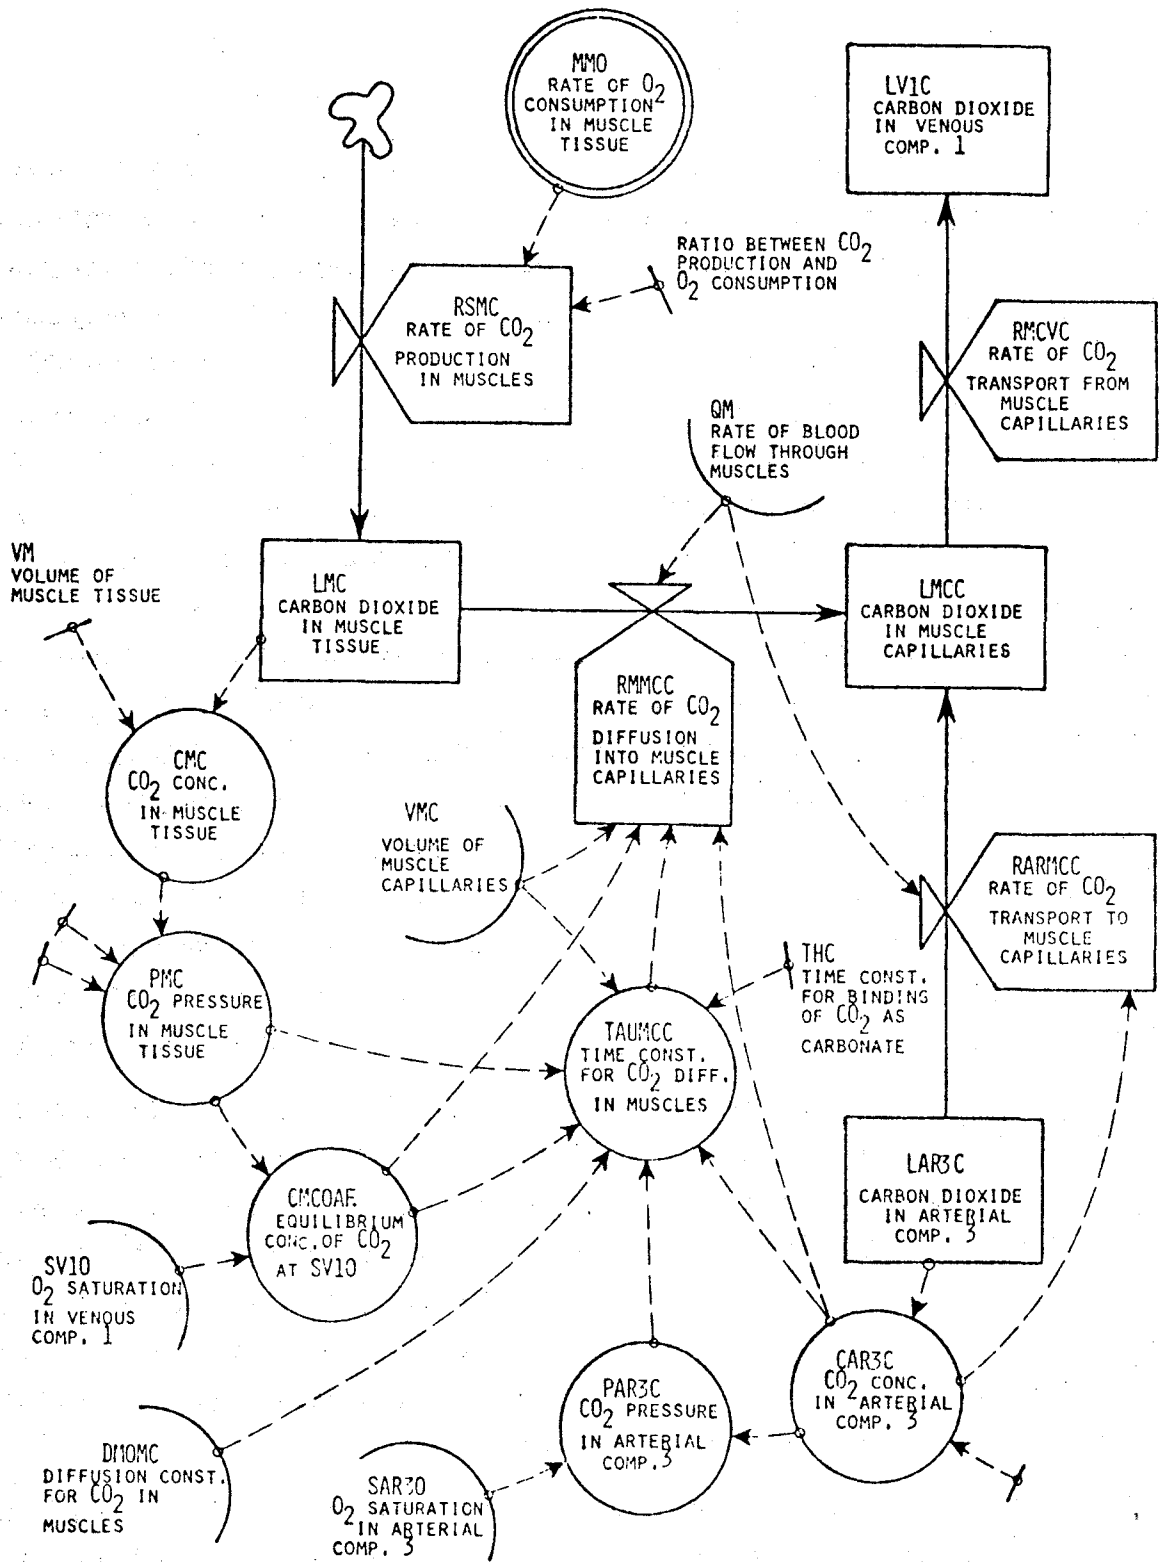 MMO
RATE OF O2
CONSUMPTION
IN MUSCLE
TISSUE
LV1C
CARBON DIOXIDE
IN VENOUS
COMP. 1
RATIO BETWEEN CO2
PRODUCTION AND
O2 CONSUMPTION
RSMC
RATE OF CO2
PRODUCTION
IN MUSCLES
RMCVC
RATE OF CO2
TRANSPORT FROM
MUSCLE
CAPILLARIES
QM
RATE OF BLOOD
FLOW THROUGH
MUSCLES
VM
VOLUME OF
MUSCLE TISSUE
LMC
CARBON DIOXIDE
IN MUSCLE
TISSUE
LMCC
CARBON DIOXIDE
IN MUSCLE
CAPILLARIES
RMMCC
RATE OF CO2
DIFFUSION
INTO MUSCLE
CAPILLARIES
CMC
CO2 CONC.
IN MUSCLE
TISSUE
VMC
VOLUME OF
MUSCLE
CAPILLARIES
RARMCC
RATE OF CO2
TRANSPORT TO
MUSCLE
CAPILLARIES
PMC
CO2 PRESSURE
IN MUSCLE
TISSUE
THC
TIME CONST.
FOR BINDING
OF CO2 AS
CARBONATE
TAUMCC
TIME CONST.
FOR CO2 DIFF.
IN MUSCLES
LAR3C
CARBON DIOXIDE
IN ARTERIAL
COMP. 3
CMCOAF.
EQUILIBRIUM
CONC. OF CO2
AT SV10
SV10
O2 SATURATION
IN VENOUS
COMP. 1
CAR3C
CO2 CONC.
IN ARTERIAL
COMP. 3
PAR3C
CO2 PRESSURE
IN ARTERIAL
COMP.3
DMOMC
DIFFUSION CONST.
FOR CO2 IN
MUSCLES
SAR30
O2 SATURATION
IN ARTERIAL
COMP. 3